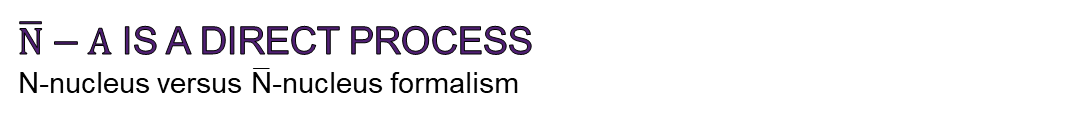 N̅ – A IS A DIRECT PROCESS
N-nucleus versus N̅-nucleus formalism